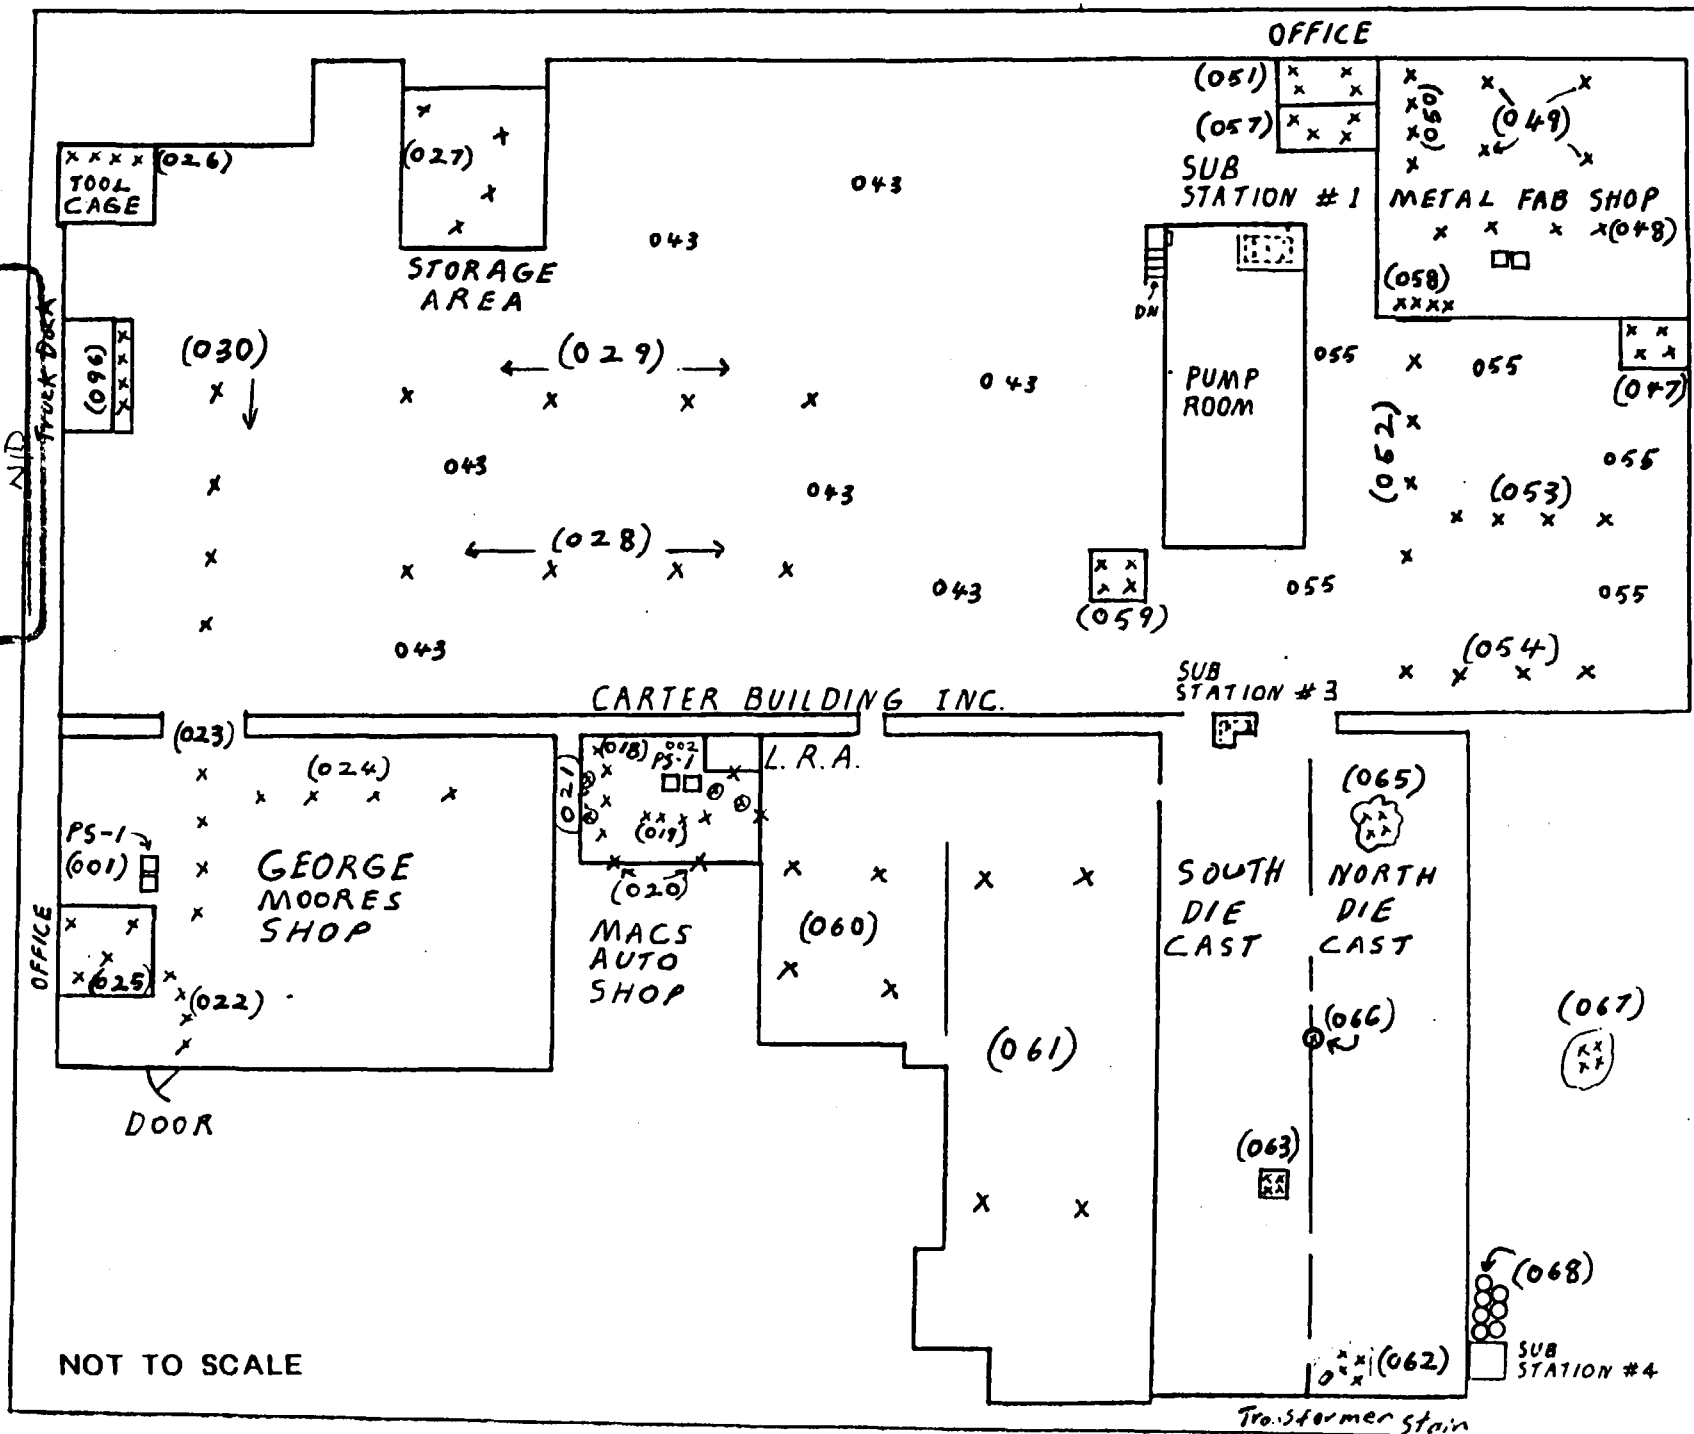 OFFICE
(051)
(057)
(050)
(049)
SUB
STATION #1
METAL FAB SHOP
(048)
(058)
(047)
(026)
TOOL
CAGE
(027)
STORAGE
AREA
043
043
DN
PUMP
ROOM
055
055
Truck Dock
(096)
(030)
(029)
043
(052)
055
(053)
043
043
(028)
043
(059)
055
055
043
(054)
SUB
STATION #3
CARTER BUILDING INC.
(023)
(024)
(021)
(018)
002
PS-1
L.R.A.
(019)
(020)
PS-1
(001)
GEORGE
MOORES
SHOP
OFFICE
(025)
(022)
DOOR
MACS
AUTO
SHOP
(060)
(061)
SOUTH
DIE
CAST
(065)
NORTH
DIE
CAST
(066)
(067)
(063)
(068)
(062)
SUB
STATION #4
NOT TO SCALE
Tro.sformer stain